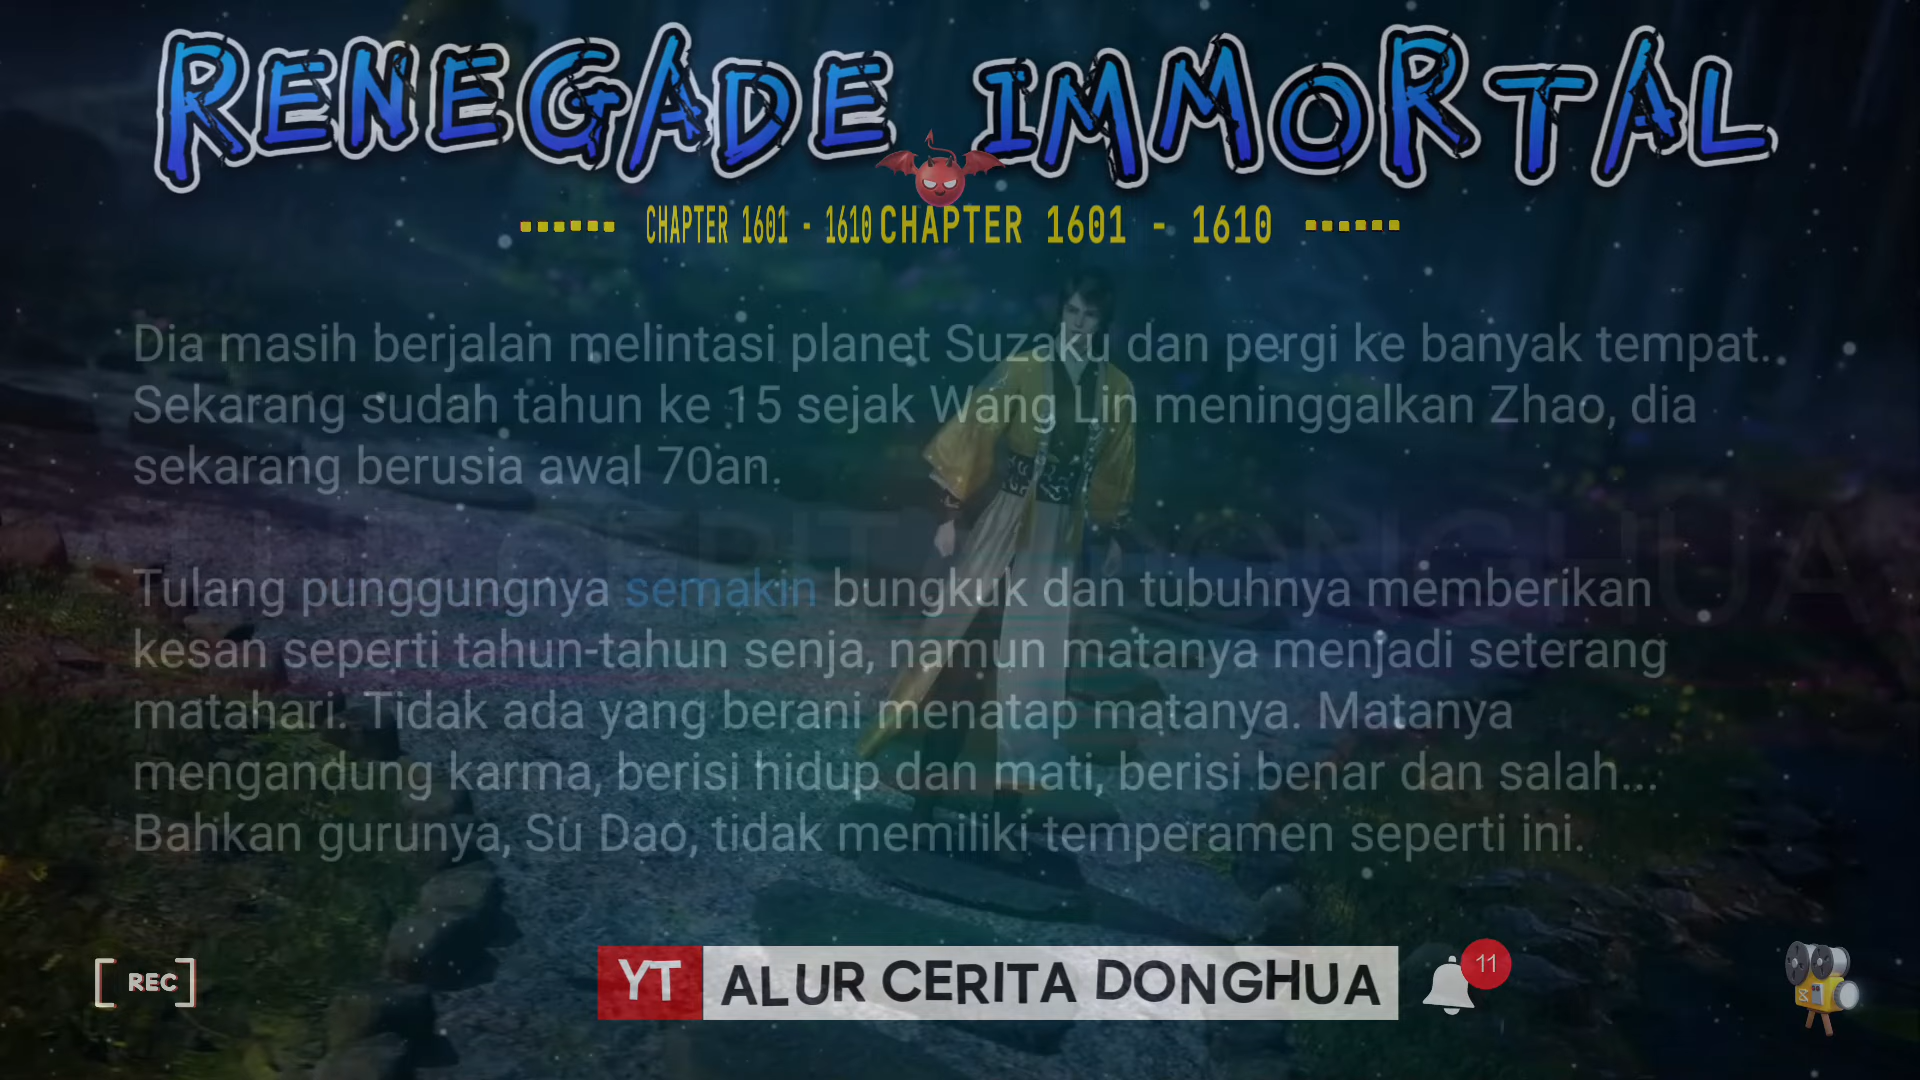 RENEGADE IMMORTAL
CHAPTER 1601 - 1610 CHAPTER 1601 - 1610
Dia masih berjalan melintasi planet Suzaku dan pergi ke banyak tempat.
Sekarang sudah tahun ke 15 sejak Wang Lin meninggalkan Zhao, dia
sekarang berusia awal 70an.
Tulang punggungnya semakin bungkuk dan tubuhnya memberikan
kesan seperti tahun-tahun senja, namun matanya menjadi seterang
matahari. Tidak ada yang berani menatap matanya. Matanya
mengandung karma, berisi hidup dan mati, berisi benar dan salah...
Bahkan gurunya, Su Dao, tidak memiliki temperamen seperti ini.
[ REC ]
YT ALUR CERITA DONGHUA
11